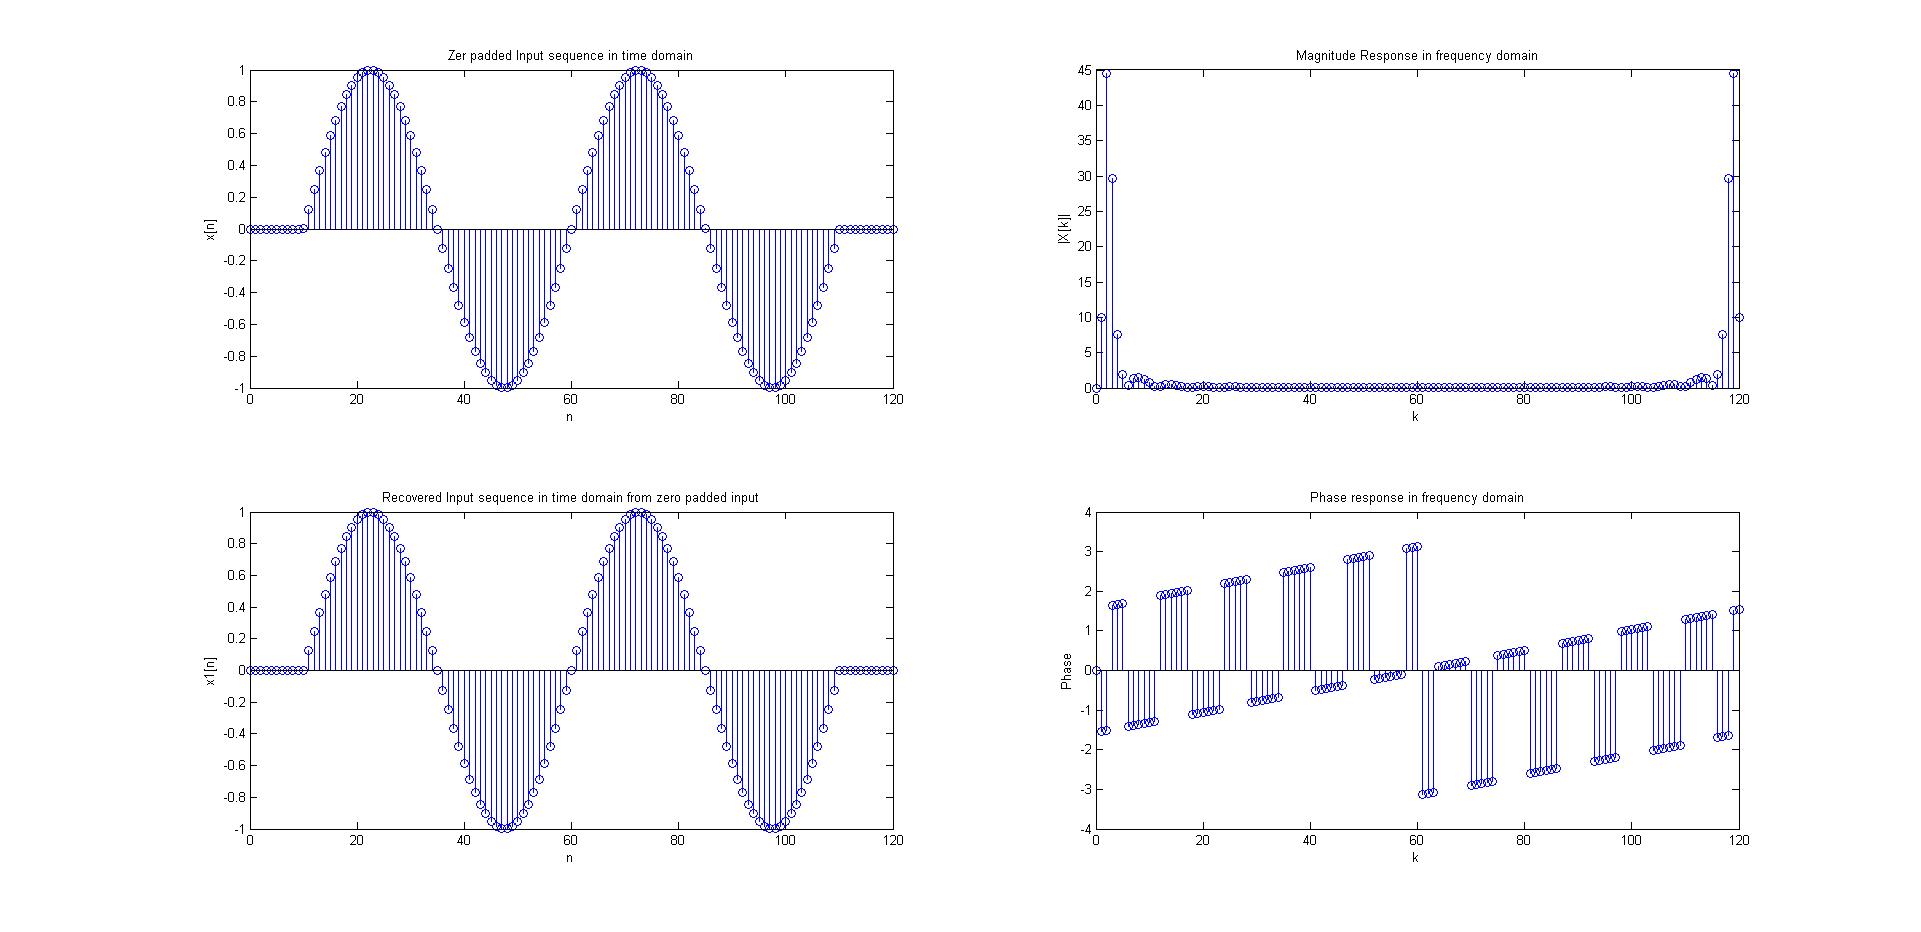 Zer padded Input sequence in time domain
1
0.8
0.6
0.4
0.2
0
-0.2
-0.4
-0.6
-0.8
-1
x[n]
0 20 40 60 80 100 120
n
Magnitude Response in frequency domain
45
40
35
30
25
20
15
10
5
0
|X[k]|
0 20 40 60 80 100 120
k
Recovered Input sequence in time domain from zero padded input
1
0.8
0.6
0.4
0.2
0
-0.2
-0.4
-0.6
-0.8
-1
x1[n]
0 20 40 60 80 100 120
n
Phase response in frequency domain
4
3
2
1
0
-1
-2
-3
-4
Phase
0 20 40 60 80 100 120
k